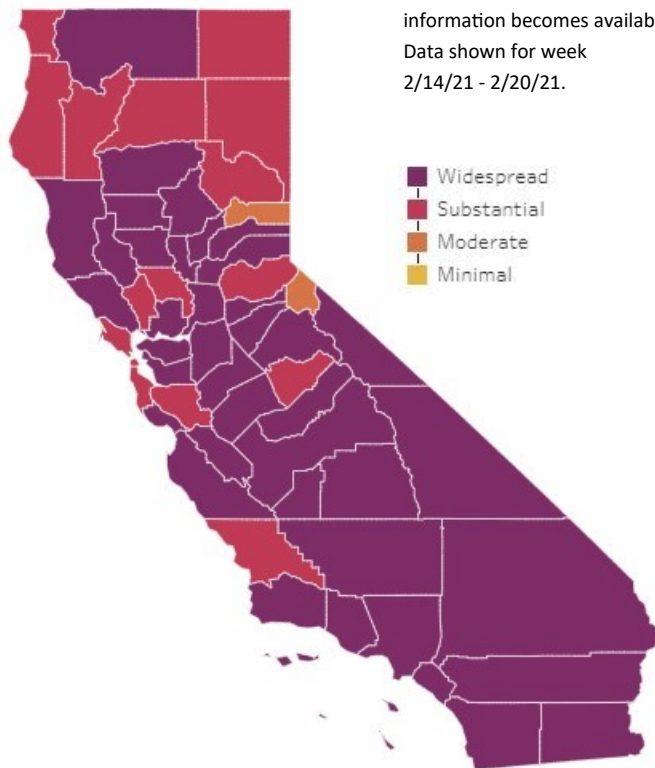 information becomes availab
Data shown for week
2/14/21 - 2/20/21.
Widespread
Substantial
Moderate
Minimal